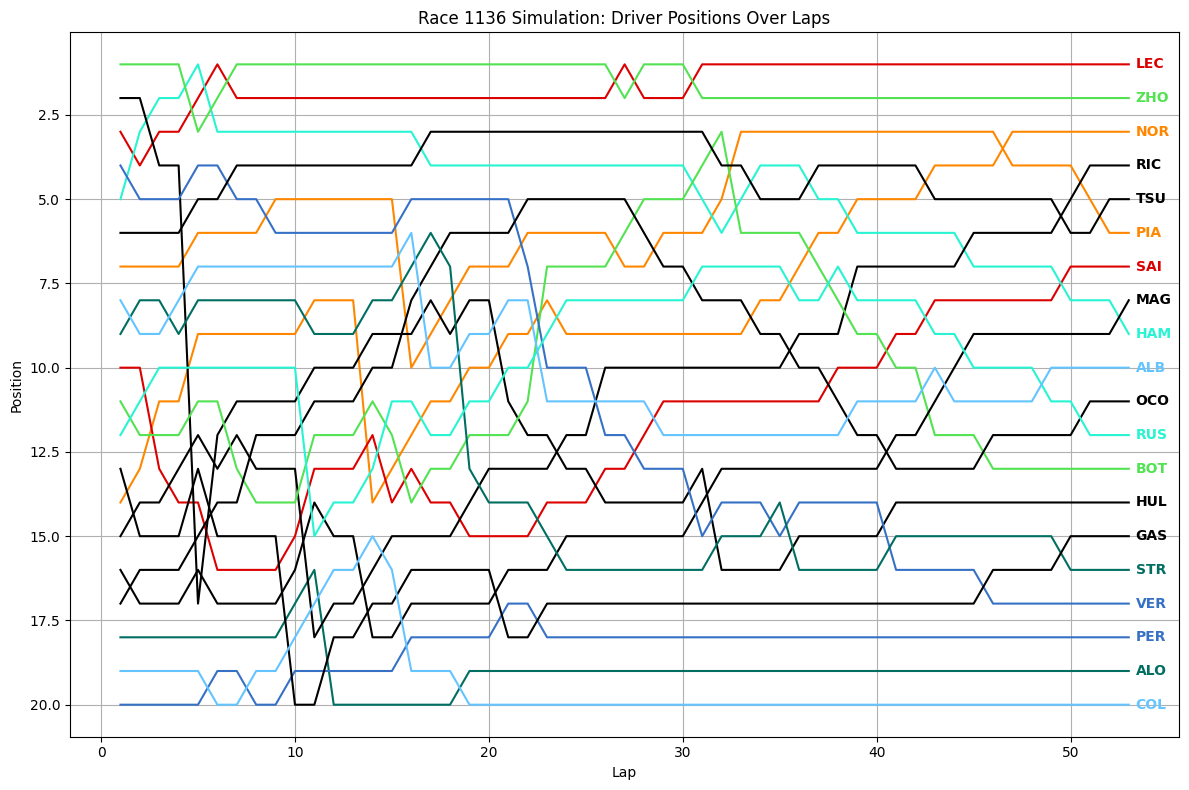 Race 1136 Simulation: Driver Positions Over Laps
LEC
ZHO
2.5
NOR
RIC
5.0
TSU
PIA
SAI
7.5
MAG
HAM
10.0
ALB
Position
OCO
12.5
RUS
BOT
HUL
15.0
GAS
STR
VER
17.5
PER
ALO
20.0
COL
0 10 20 30 40 50
Lap